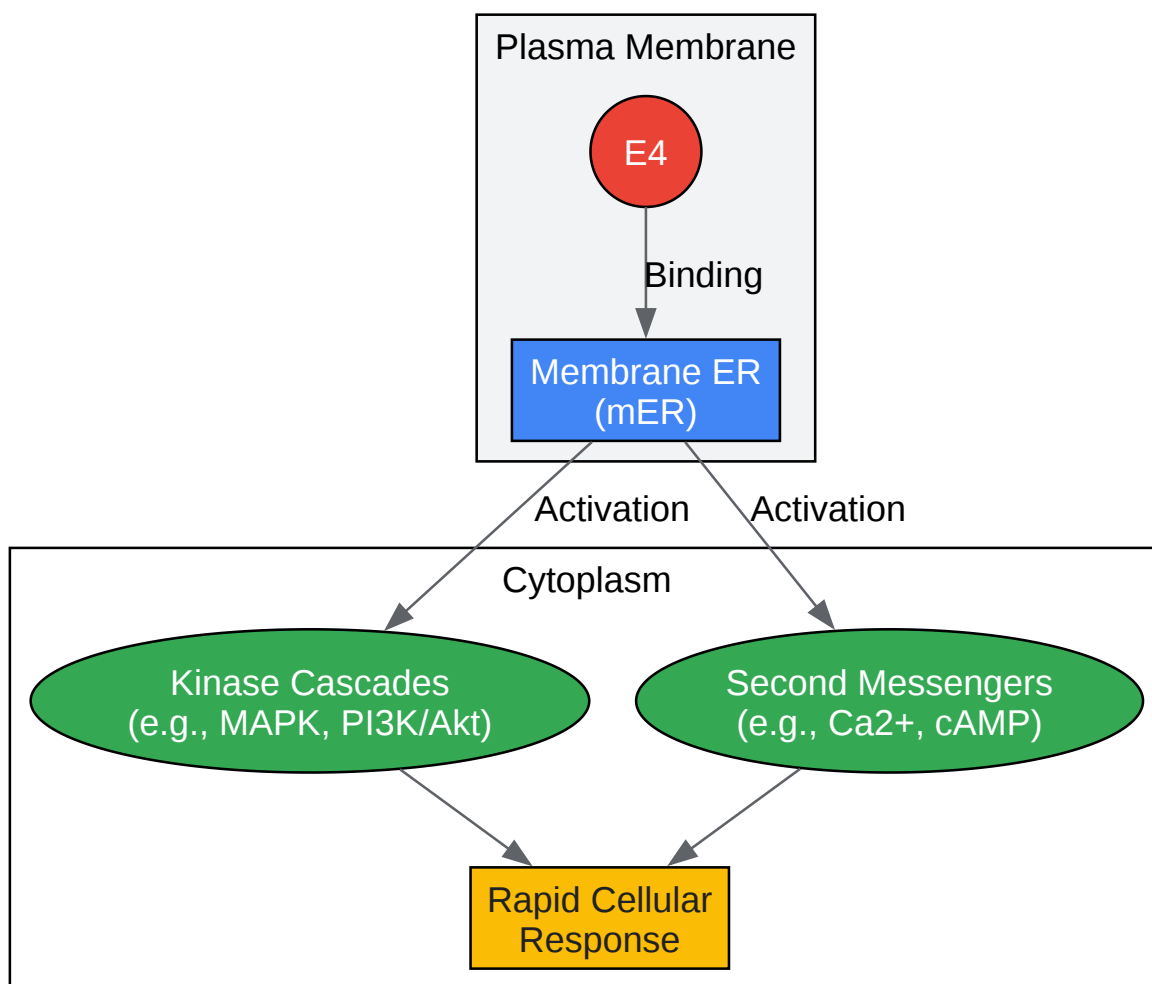 Plasma Membrane
E4
Binding
Membrane ER
(mER)
Activation
Activation
Cytoplasm
Kinase Cascades
(e.g., MAPK, PI3K/Akt)
Second Messengers
(e.g., Ca2+, cAMP)
Rapid Cellular
Response